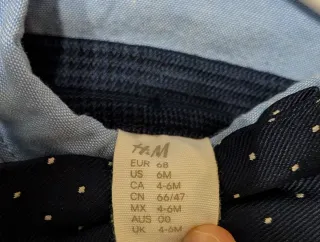 H&M
EUR 68
US 6M
CA 4-6M
CN 66/47
MX 4-6M
AUS 00
UK 4-6M